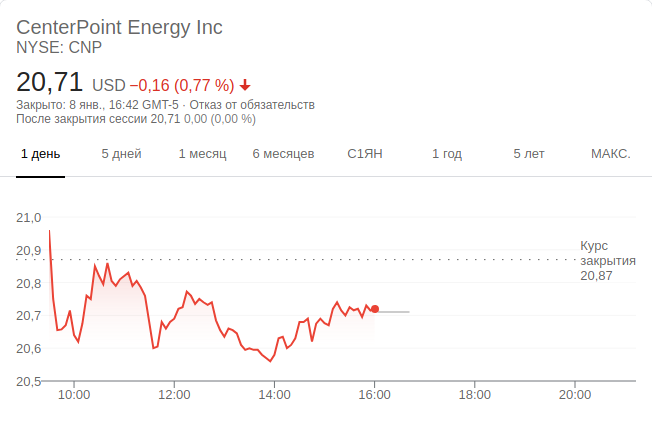 CenterPoint Energy Inc
NYSE: CNP
20,71 USD −0,16 (0,77 %)
Закрыто: 8 янв., 16:42 GMT-5 · Отказ от обязательств
После закрытия сессии 20,71 0,00 (0,00 %)
1 день 5 дней 1 месяц 6 месяцев С1ЯН 1 год 5 лет МАКС.
21,0
20,9
20,8
20,7
20,6
20,5
Курс
закрытия
20,87
10:00 12:00 14:00 16:00 18:00 20:00